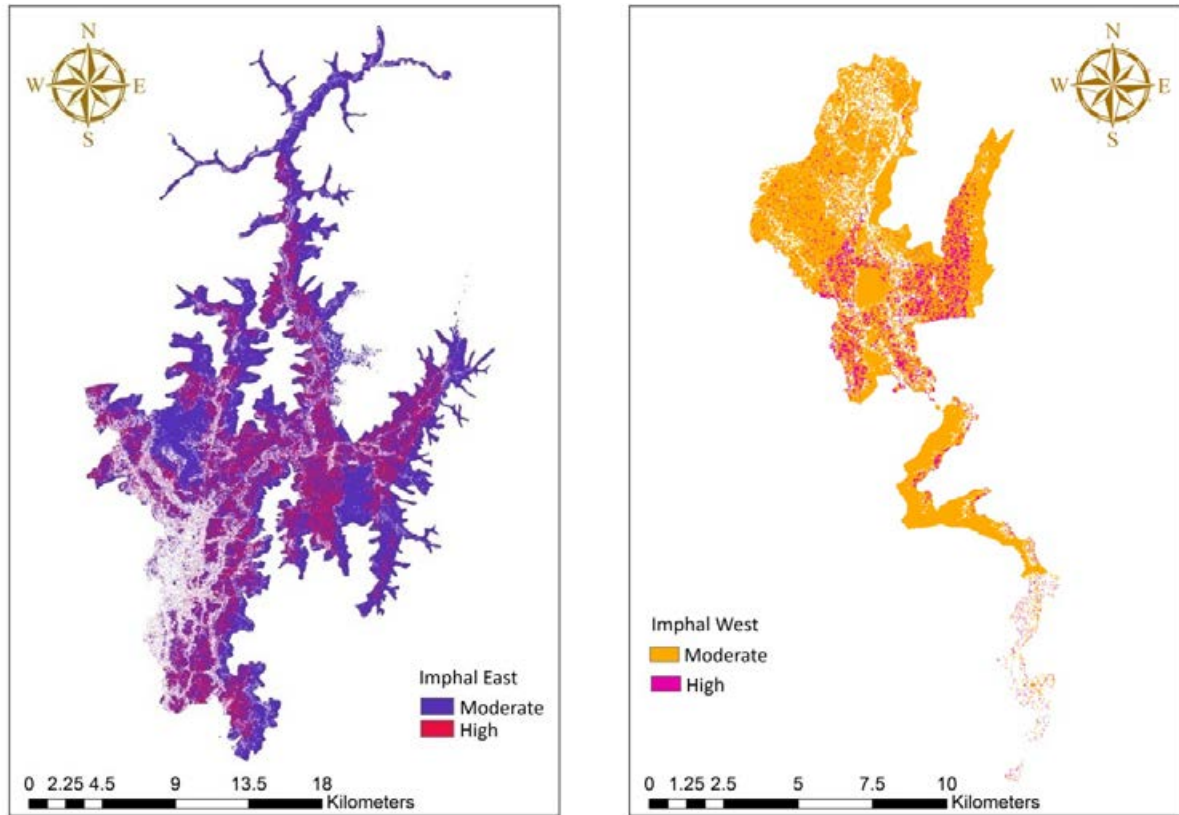 N
W E
S
Imphal East
Moderate
High
0 2.25 4.5 9 13.5 18
Kilometers
N
W E
S
Imphal West
Moderate
High
0 1.25 2.5 5 7.5 10
Kilometers